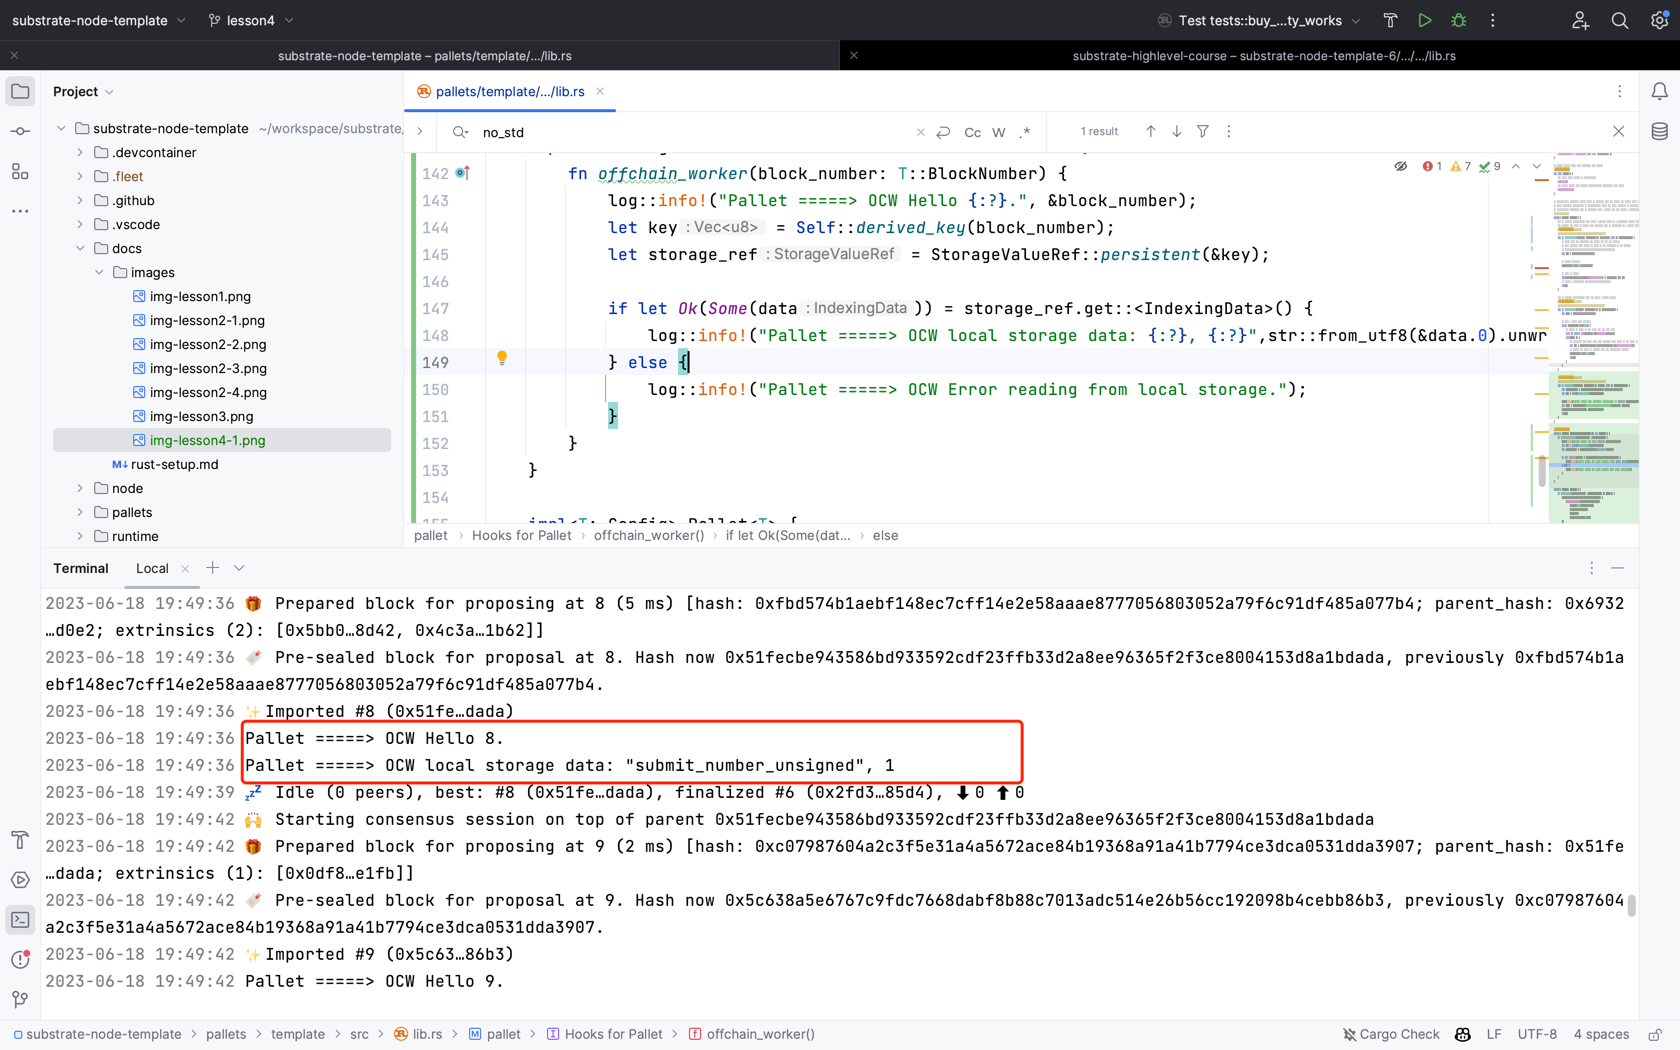 substrate-node-template
lesson4
Test tests::buy_...ty_works
substrate-node-template – pallets/template/.../lib.rs
substrate-highlevel-course – substrate-node-template-6/.../.../lib.rs
Project
pallets/template/.../lib.rs
substrate-node-template ~/workspace/substrate/
.devcontainer
.fleet
.github
.vscode
docs
images
img-lesson1.png
img-lesson2-1.png
img-lesson2-2.png
img-lesson2-3.png
img-lesson2-4.png
img-lesson3.png
img-lesson4-1.png
M↓ rust-setup.md
node
pallets
runtime
no_std
Cc W .*
1 result
1 7 9
142 fn offchain_worker(block_number: T::BlockNumber) {
143 log::info!("Pallet =====> OCW Hello {:?}.", &block_number);
144 let key : Vec<u8> = Self::derived_key(block_number);
145 let storage_ref : StorageValueRef = StorageValueRef::persistent(&key);
146
147 if let Ok(Some(data : IndexingData )) = storage_ref.get::<IndexingData>() {
148 log::info!("Pallet =====> OCW local storage data: {:?}, {:?}",str::from_utf8(&data.0).unwr
149 } else {
150 log::info!("Pallet =====> OCW Error reading from local storage.");
151 }
152 }
153 }
154
155 impl<T: Config> Pallet<T> {
pallet › Hooks for Pallet › offchain_worker() › if let Ok(Some(dat... › else
Terminal
Local
2023-06-18 19:49:36 🎁 Prepared block for proposing at 8 (5 ms) [hash: 0xfbd574b1aebf148ec7cff14e2e58aaae8777056803052a79f6c91df485a077b4; parent_hash: 0x6932
…d0e2; extrinsics (2): [0x5bb0…8d42, 0x4c3a…1b62]]
2023-06-18 19:49:36 🔖 Pre-sealed block for proposal at 8. Hash now 0x51fecbe943586bd933592cdf23ffb33d2a8ee96365f2f3ce8004153d8a1bdada, previously 0xfbd574b1a
ebf148ec7cff14e2e58aaae8777056803052a79f6c91df485a077b4.
2023-06-18 19:49:36 ✨ Imported #8 (0x51fe…dada)
2023-06-18 19:49:36 Pallet =====> OCW Hello 8.
2023-06-18 19:49:36 Pallet =====> OCW local storage data: "submit_number_unsigned", 1
2023-06-18 19:49:39 💤 Idle (0 peers), best: #8 (0x51fe…dada), finalized #6 (0x2fd3…85d4), ⬇ 0 ⬆ 0
2023-06-18 19:49:42 🙌 Starting consensus session on top of parent 0x51fecbe943586bd933592cdf23ffb33d2a8ee96365f2f3ce8004153d8a1bdada
2023-06-18 19:49:42 🎁 Prepared block for proposing at 9 (2 ms) [hash: 0xc07987604a2c3f5e31a4a5672ace84b19368a91a41b7794ce3dca0531dda3907; parent_hash: 0x51fe
…dada; extrinsics (1): [0x0df8…e1fb]]
2023-06-18 19:49:42 🔖 Pre-sealed block for proposal at 9. Hash now 0x5c638a5e6767c9fdc7668dabf8b88c7013adc514e26b56cc192098b4cebb86b3, previously 0xc07987604
a2c3f5e31a4a5672ace84b19368a91a41b7794ce3dca0531dda3907.
2023-06-18 19:49:42 ✨ Imported #9 (0x5c63…86b3)
2023-06-18 19:49:42 Pallet =====> OCW Hello 9.
substrate-node-template › pallets › template › src › lib.rs › M pallet › I Hooks for Pallet › f offchain_worker()
Cargo Check
LF
UTF-8
4 spaces